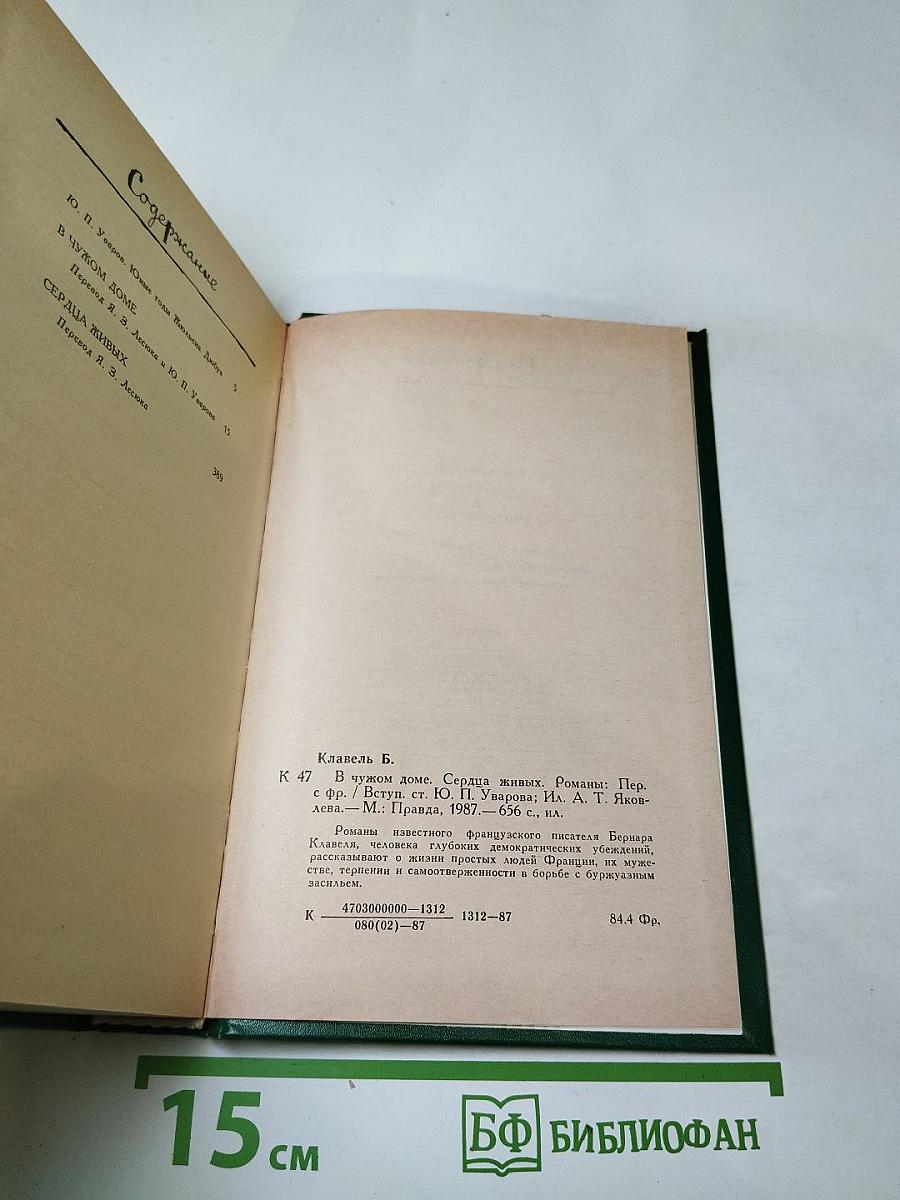 Содержание
Ю. П. Уваров. Юные годы Жюльена Дюбуа 5
В ЧУЖОМ ДОМЕ
Перевод Я. З. Лесюка и Ю. П. Уварова 15
СЕРДЦА ЖИВЫХ
Перевод Я. З. Лесюка 389
Клавель Б.
К 47 В чужом доме. Сердца живых. Романы: Пер.
с фр. / Вступ. ст. Ю. П. Уварова; Ил. А. Т. Яков-
лева.— М.: Правда, 1987.— 656 с., ил.
Романы известного французского писателя Бернара
Клавеля, человека глубоких демократических убеждений,
рассказывают о жизни простых людей Франции, их муже-
стве, терпении и самоотверженности в борьбе с буржуазным
засильем.
К 4703000000—1312
080(02)—87 1312—87 84.4 Фр.
15 см
БФ БИБЛИОФАН